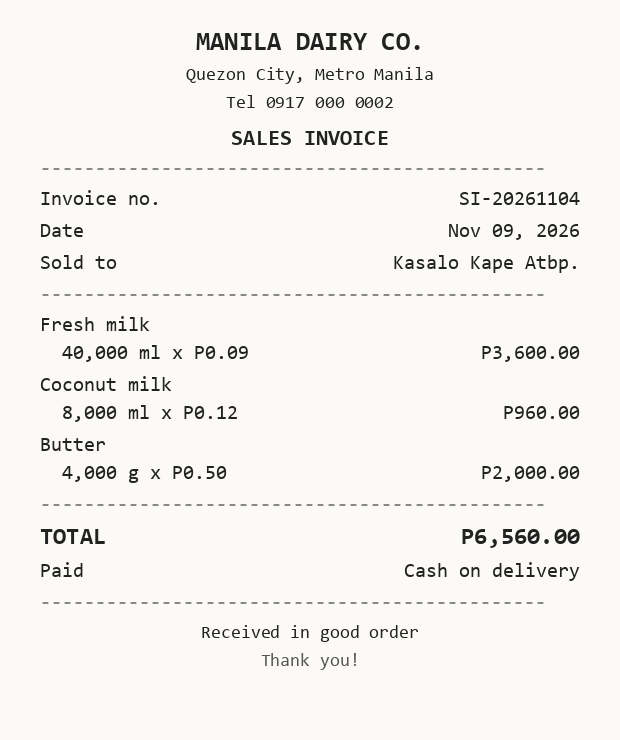 MANILA DAIRY CO.
Quezon City, Metro Manila
Tel 0917 000 0002
SALES INVOICE
----------------------------------------------
Invoice no. SI-20261104
Date Nov 09, 2026
Sold to Kasalo Kape Atbp.
----------------------------------------------
Fresh milk
40,000 ml x P0.09 P3,600.00
Coconut milk
8,000 ml x P0.12 P960.00
Butter
4,000 g x P0.50 P2,000.00
----------------------------------------------
TOTAL P6,560.00
Paid Cash on delivery
----------------------------------------------
Received in good order
Thank you!